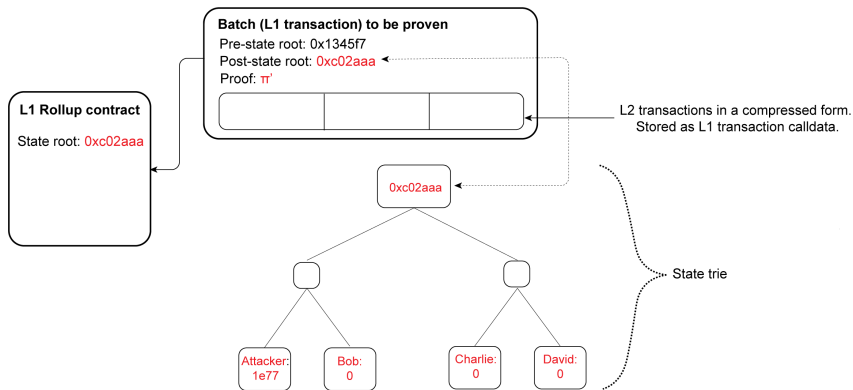 Batch (L1 transaction) to be proven
Pre-state root: 0x1345f7
Post-state root: 0xc02aaa
Proof: π'
L1 Rollup contract
State root: 0xc02aaa
L2 transactions in a compressed form.
Stored as L1 transaction calldata.
0xc02aaa
State trie
Attacker:
1e77
Bob:
0
Charlie:
0
David:
0